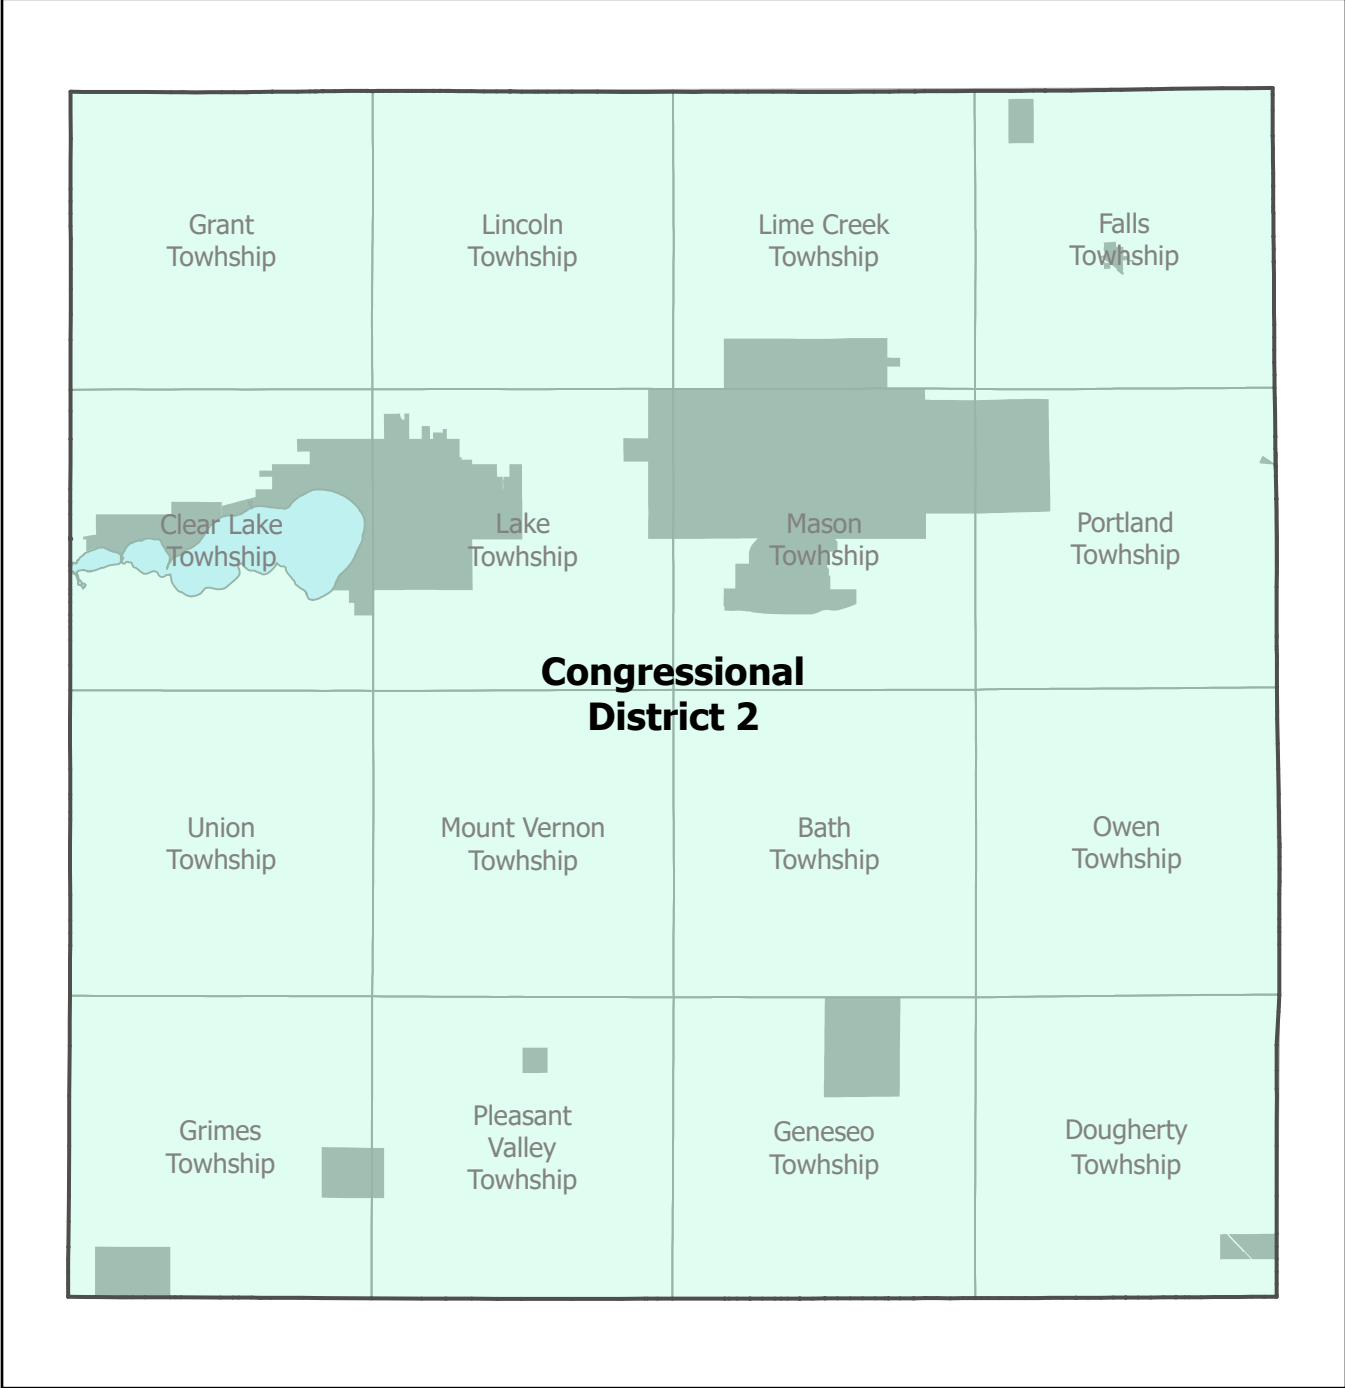 Grant
Towhship
Lincoln
Towhship
Lime Creek
Towhship
Falls
Towhship
Clear Lake
Towhship
Lake
Towhship
Mason
Towhship
Portland
Towhship
Congressional
District 2
Union
Towhship
Mount Vernon
Towhship
Bath
Towhship
Owen
Towhship
Grimes
Towhship
Pleasant
Valley
Towhship
Geneseo
Towhship
Dougherty
Towhship